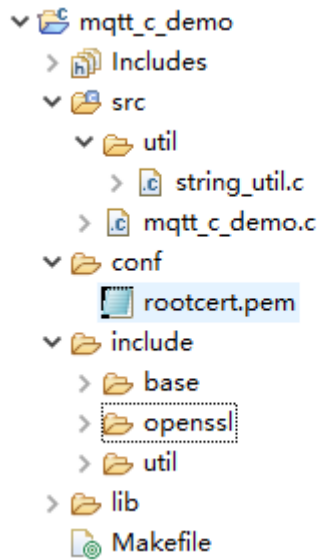 mqtt_c_demo
Includes
src
util
string_util.c
mqtt_c_demo.c
conf
rootcert.pem
include
base
openssl
util
lib
Makefile